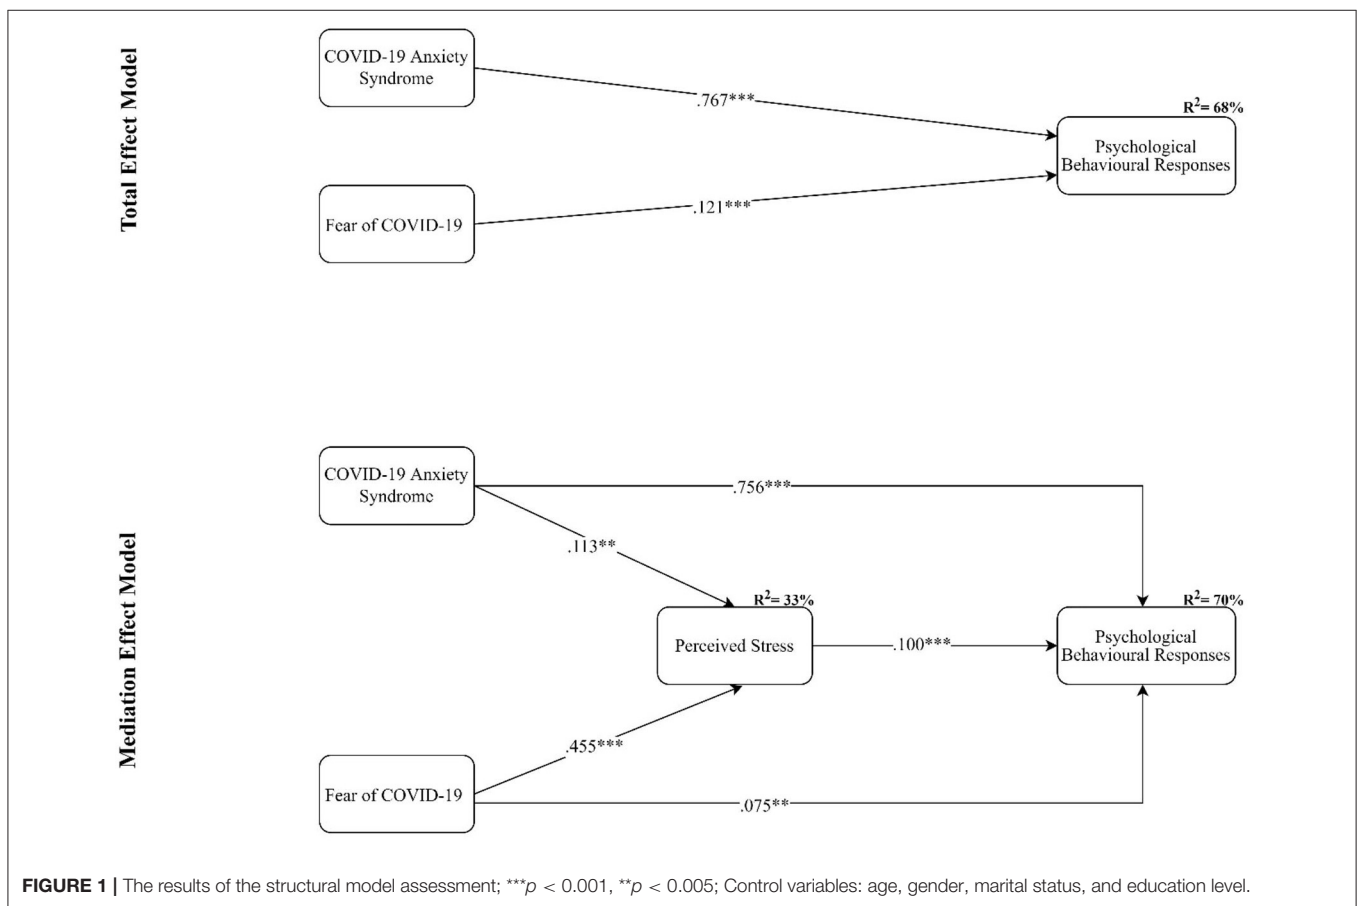 Total Effect Model
COVID-19 Anxiety
Syndrome
.767***
R²= 68%
Psychological
Behavioural Responses
Fear of COVID-19
.121***
Mediation Effect Model
COVID-19 Anxiety
Syndrome
.756***
.113**
R²= 33%
Perceived Stress
.100***
R²= 70%
Psychological
Behavioural Responses
.455***
Fear of COVID-19
.075**
FIGURE 1 | The results of the structural model assessment; ***p < 0.001, **p < 0.005; Control variables: age, gender, marital status, and education level.